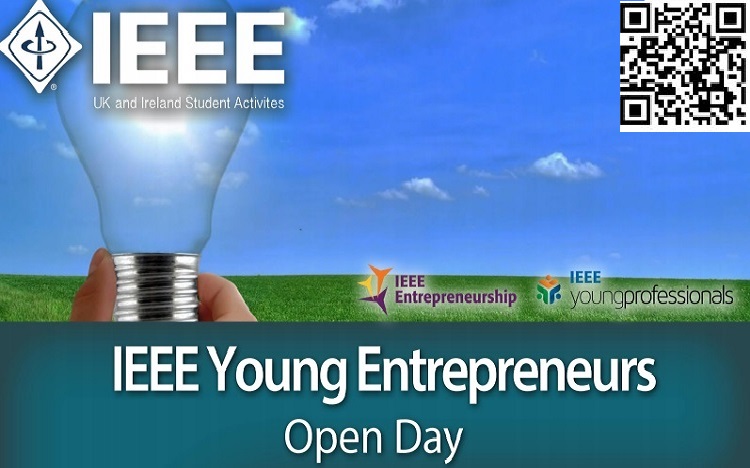 IEEE
UK and Ireland Student Activites
IEEE
Entrepreneurship
IEEE
youngprofessionals
IEEE Young Entrepreneurs
Open Day